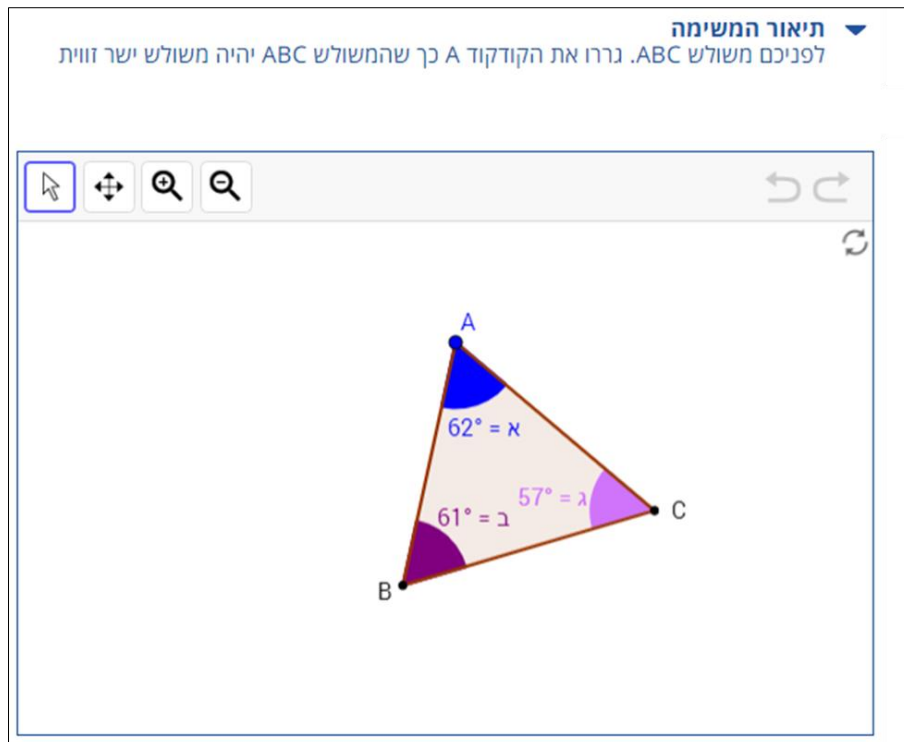 תיאור המשימה
לפניכם משולש ABC. גררו את הקודקוד A כך שהמשולש ABC יהיה משולש ישר זווית
A
א = 62°
ג = 57°
C
ב = 61°
B